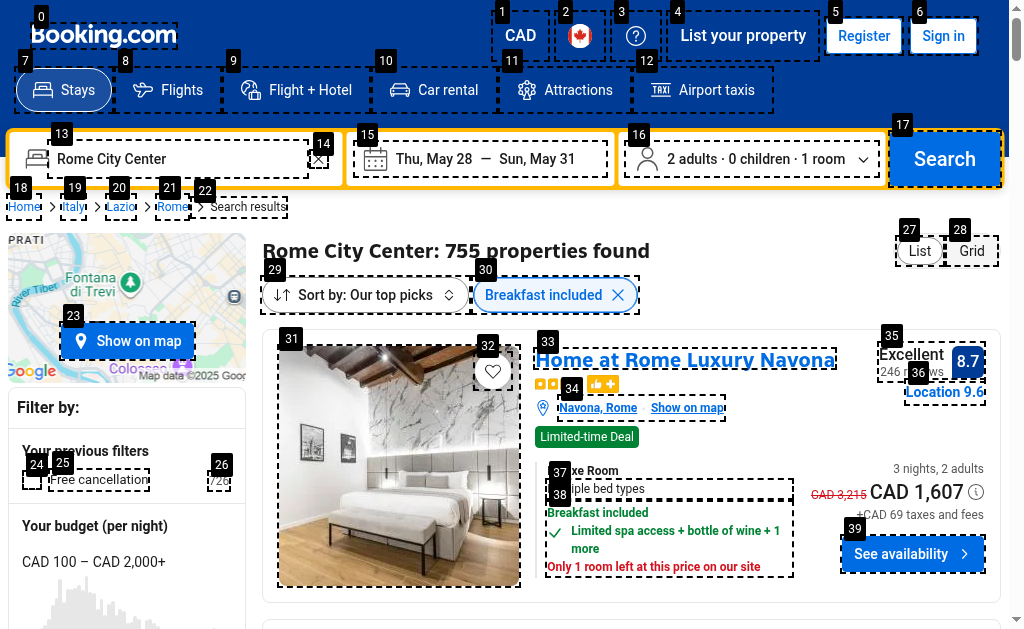 0
Booking.com
1
CAD
2
3
4
List your property
5
Register
6
Sign in
7
Stays
8
Flights
9
Flight + Hotel
10
Car rental
11
Attractions
12
Airport taxis
13
Rome City Center
14
15
Thu, May 28 — Sun, May 31
16
2 adults · 0 children · 1 room
17
Search
18
Home
19
Italy
20
Lazio
21
Rome
22
Search results
PRATI
Fontana
di Trevi
River Tiber
23
Show on map
Google
Map data ©2025
Rome City Center: 755 properties found
27
List
28
Grid
29
Sort by: Our top picks
30
Breakfast included
Filter by:
Your previous filters
24
25
Free cancellation
26
726
Your budget (per night)
CAD 100 – CAD 2,000+
31
32
33
Home at Rome Luxury Navona
34
Navona, Rome
Show on map
Limited-time Deal
35
Excellent
246
8.7
36
Location 9.6
37
Room
38
bed types
Breakfast included
Limited spa access + bottle of wine + 1
more
Only 1 room left at this price on our site
3 nights, 2 adults
CAD 3,215 CAD 1,607
+CAD 69 taxes and fees
39
See availability